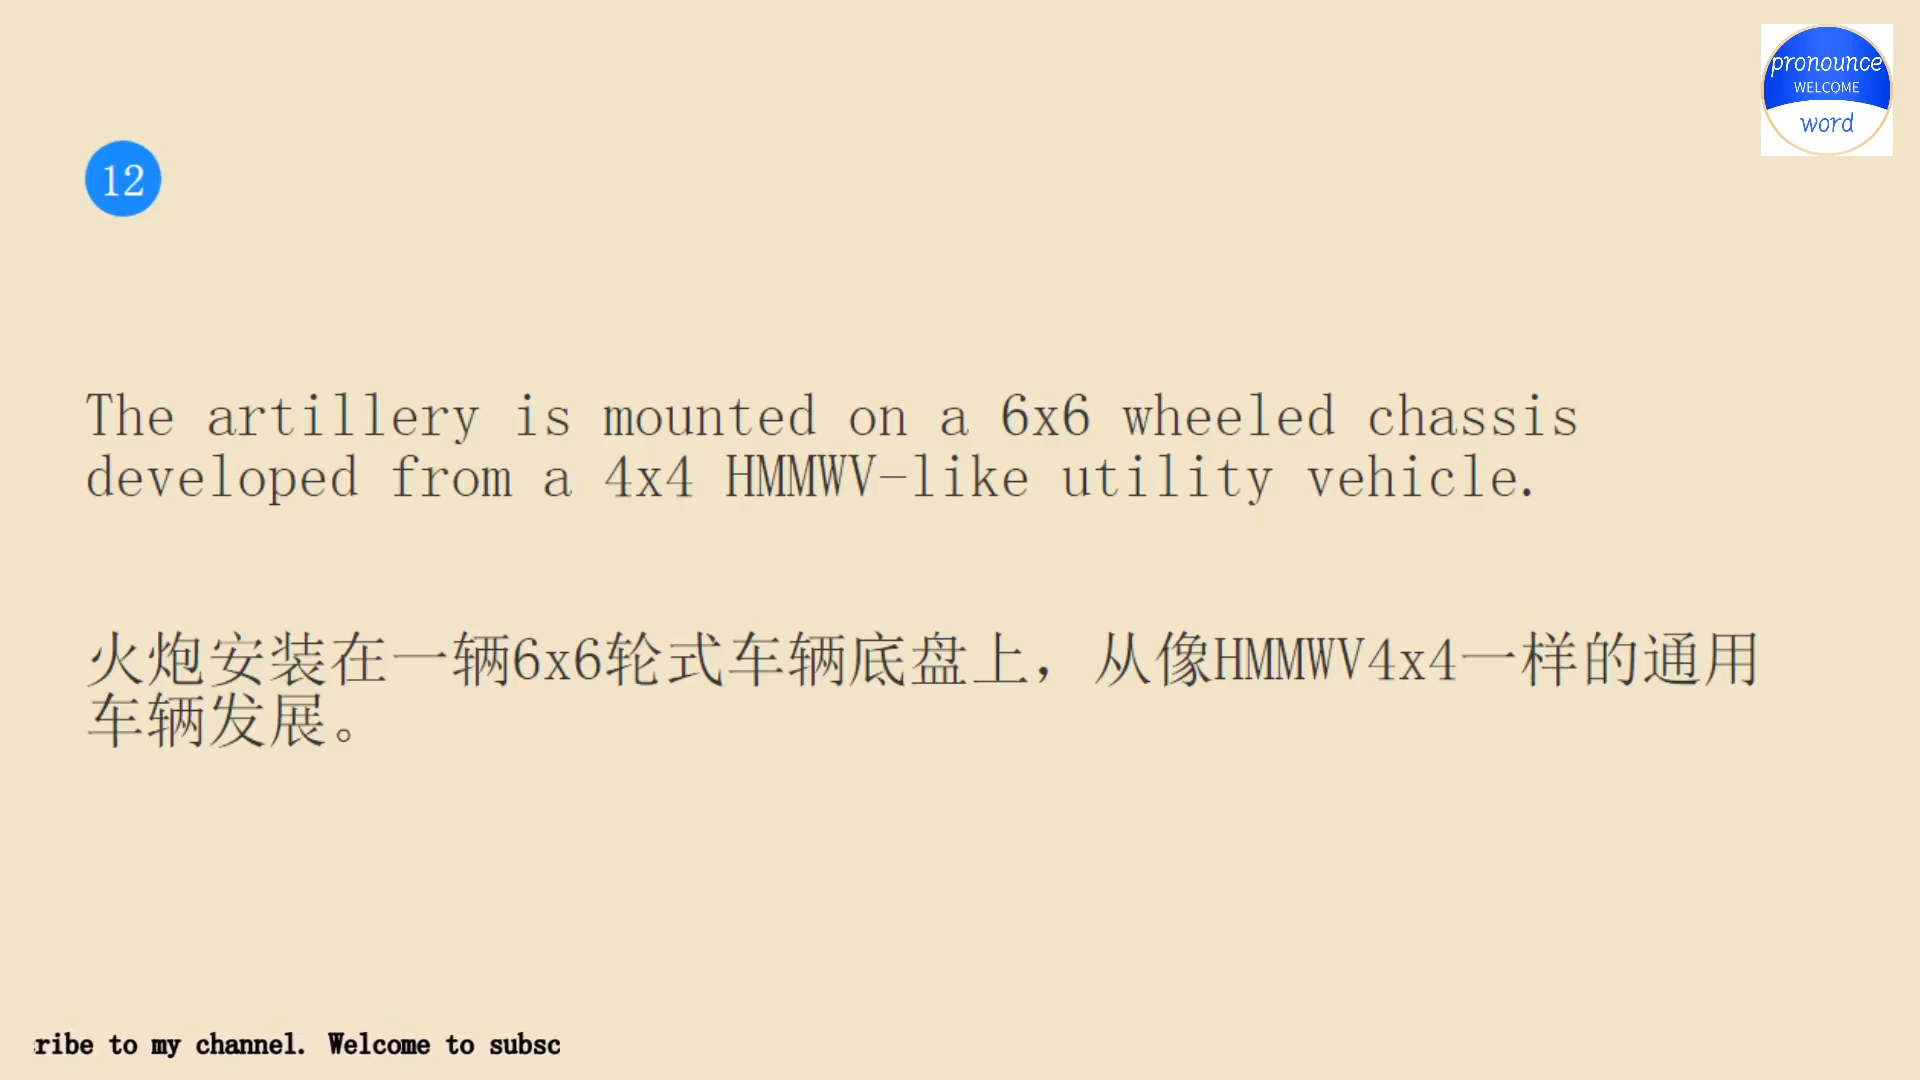 pronounce
WELCOME
word
12
The artillery is mounted on a 6x6 wheeled chassis
developed from a 4x4 HMMWV-like utility vehicle.
火炮安装在一辆6x6轮式车辆底盘上，从像HMMWV4x4一样的通用
车辆发展。
ribe to my channel. Welcome to subsc